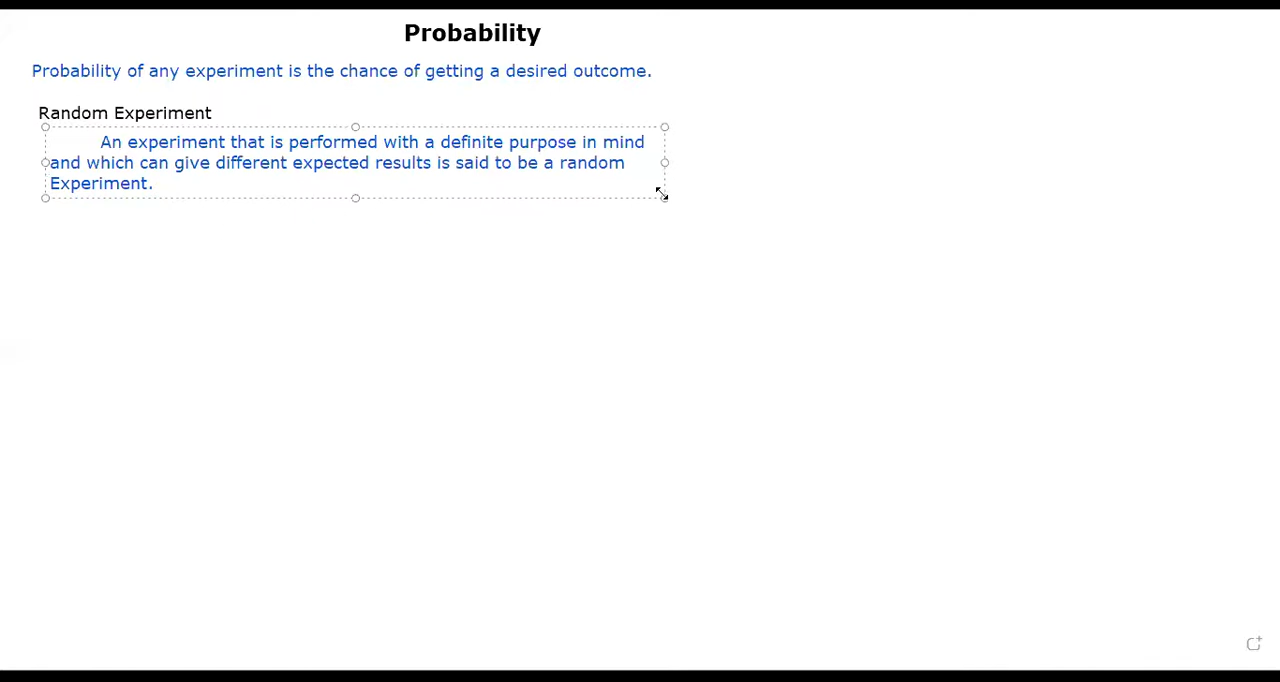 Probability
Probability of any experiment is the chance of getting a desired outcome.
Random Experiment
An experiment that is performed with a definite purpose in mind
and which can give different expected results is said to be a random
Experiment.